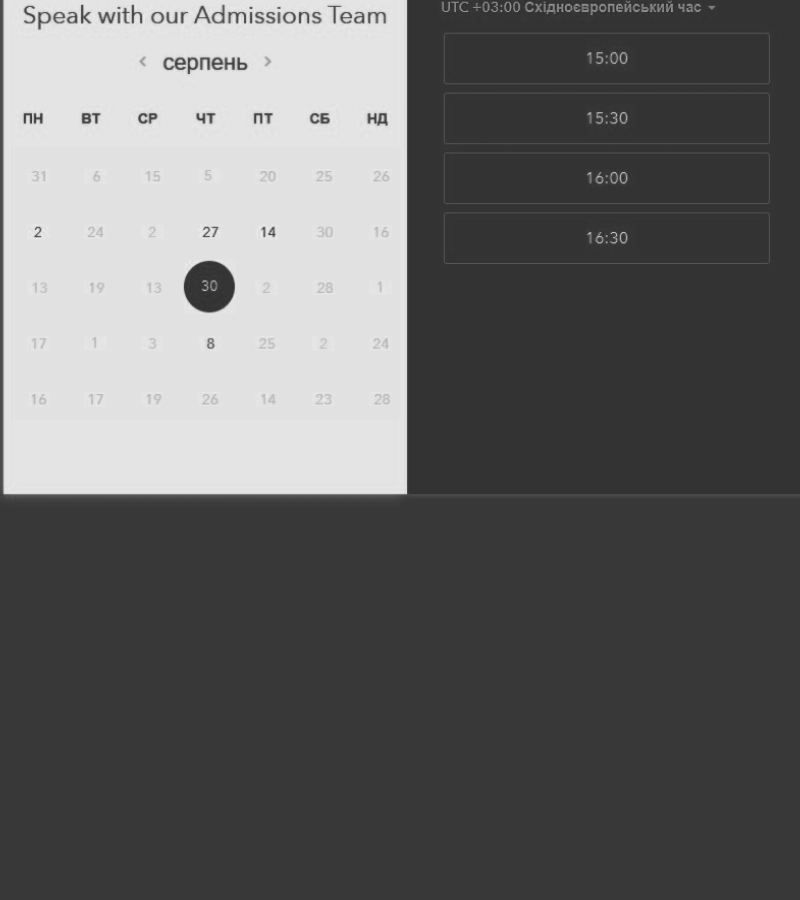 Speak with our Admissions Team
‹ серпень ›
ПН ВТ СР ЧТ ПТ СБ НД
31 6 15 5 20 25 26
2 24 2 27 14 30 16
13 19 13 30 2 28 1
17 1 3 8 25 2 24
16 17 19 26 14 23 28
UTC +03:00 Східноєвропейський час
15:00
15:30
16:00
16:30